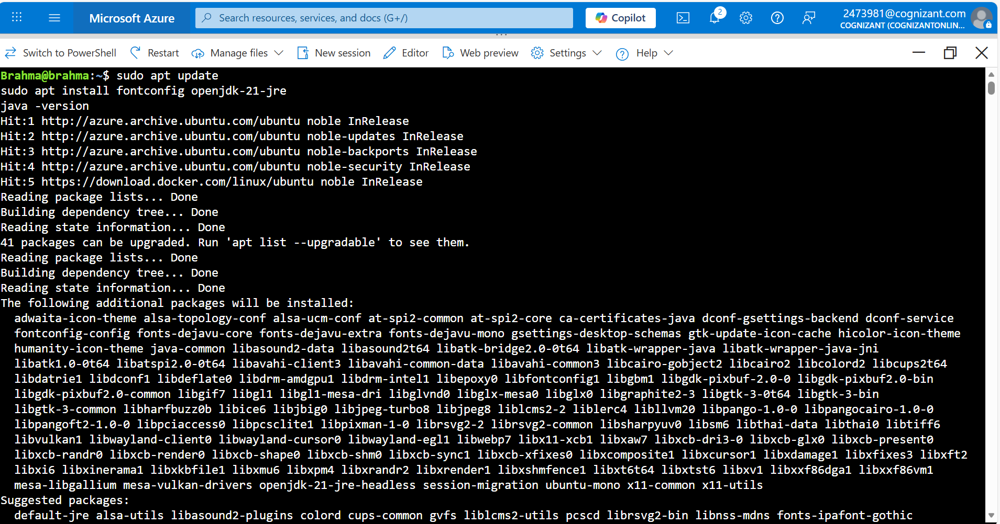 Microsoft Azure
Search resources, services, and docs (G+/)
Copilot
2
2473981@cognizant.com
COGNIZANT (COGNIZANTONLIN...
Switch to PowerShell
Restart
Manage files
New session
Editor
Web preview
Settings
Help
Brahma@brahma:~$ sudo apt update
sudo apt install fontconfig openjdk-21-jre
java -version
Hit:1 http://azure.archive.ubuntu.com/ubuntu noble InRelease
Hit:2 http://azure.archive.ubuntu.com/ubuntu noble-updates InRelease
Hit:3 http://azure.archive.ubuntu.com/ubuntu noble-backports InRelease
Hit:4 http://azure.archive.ubuntu.com/ubuntu noble-security InRelease
Hit:5 https://download.docker.com/linux/ubuntu noble InRelease
Reading package lists... Done
Building dependency tree... Done
Reading state information... Done
41 packages can be upgraded. Run 'apt list --upgradable' to see them.
Reading package lists... Done
Building dependency tree... Done
Reading state information... Done
The following additional packages will be installed:
adwaita-icon-theme alsa-topology-conf alsa-ucm-conf at-spi2-common at-spi2-core ca-certificates-java dconf-gsettings-backend dconf-service
fontconfig-config fonts-dejavu-core fonts-dejavu-extra fonts-dejavu-mono gsettings-desktop-schemas gtk-update-icon-cache hicolor-icon-theme
humanity-icon-theme java-common libasound2-data libasound2t64 libatk-bridge2.0-0t64 libatk-wrapper-java libatk-wrapper-java-jni
libatk1.0-0t64 libatspi2.0-0t64 libavahi-client3 libavahi-common-data libavahi-common3 libcairo-gobject2 libcairo2 libcolord2 libcups2t64
libdatrie1 libdconf1 libdeflate0 libdrm-amdgpu1 libdrm-intel1 libepoxy0 libfontconfig1 libgbm1 libgdk-pixbuf-2.0-0 libgdk-pixbuf2.0-bin
libgdk-pixbuf2.0-common libgif7 libgl1 libgl1-mesa-dri libglvnd0 libglx-mesa0 libglx0 libgraphite2-3 libgtk-3-0t64 libgtk-3-bin
libgtk-3-common libharfbuzz0b libice6 libjbig0 libjpeg-turbo8 libjpeg8 liblcms2-2 liblerc4 libllvm20 libpango-1.0-0 libpangocairo-1.0-0
libpangoft2-1.0-0 libpciaccess0 libpcsclite1 libpixman-1-0 librsvg2-2 librsvg2-common libsharpyuv0 libsm6 libthai-data libthai0 libtiff6
libvulkan1 libwayland-client0 libwayland-cursor0 libwayland-egl1 libwebp7 libx11-xcb1 libxaw7 libxcb-dri3-0 libxcb-glx0 libxcb-present0
libxcb-randr0 libxcb-render0 libxcb-shape0 libxcb-shm0 libxcb-sync1 libxcb-xfixes0 libxcomposite1 libxcursor1 libxdamage1 libxfixes3 libxft2
libxi6 libxinerama1 libxkbfile1 libxmu6 libxpm4 libxrandr2 libxrender1 libxshmfence1 libxt6t64 libxtst6 libxv1 libxxf86dga1 libxxf86vm1
mesa-libgallium mesa-vulkan-drivers openjdk-21-jre-headless session-migration ubuntu-mono x11-common x11-utils
Suggested packages:
default-jre alsa-utils libasound2-plugins colord cups-common gvfs liblcms2-utils pcscd librsvg2-bin libnss-mdns fonts-ipafont-gothic